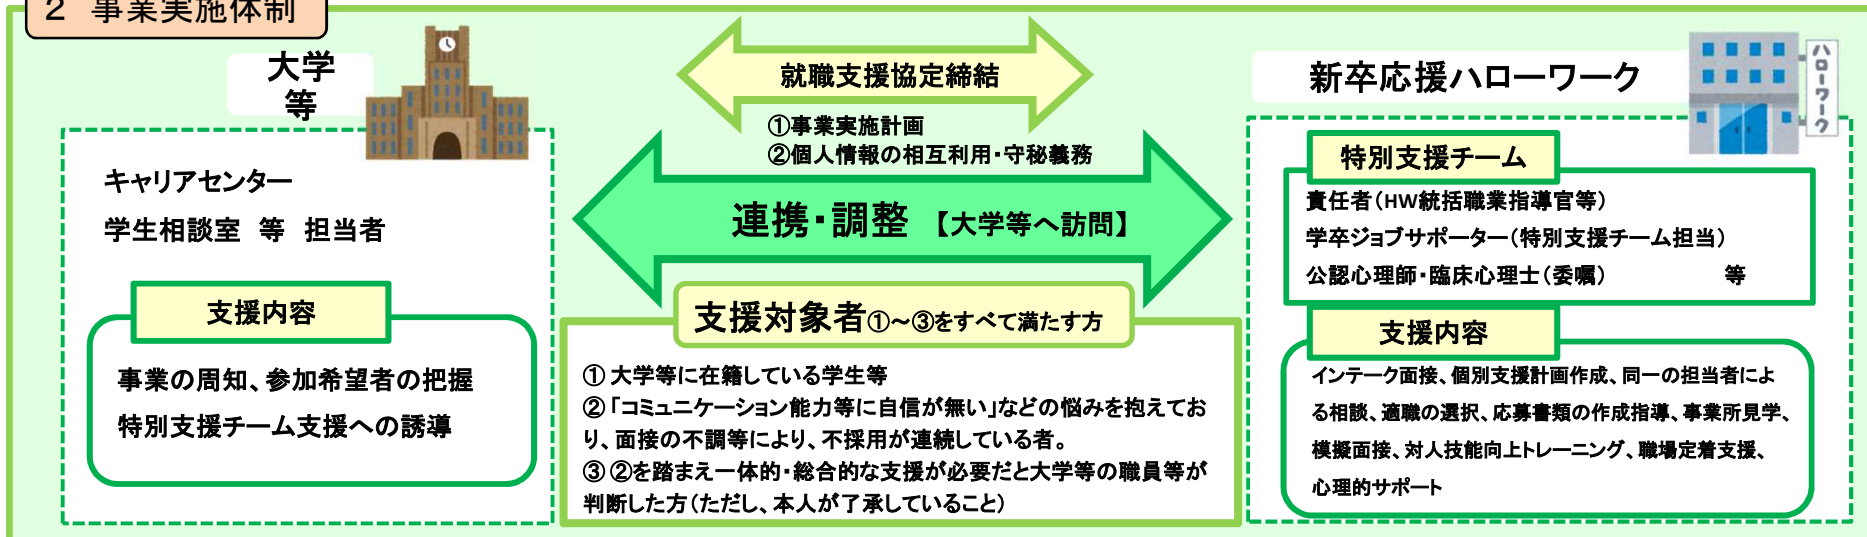 2 事業実施体制
大学
等
キャリアセンター
学生相談室 等 担当者
支援内容
事業の周知、参加希望者の把握
特別支援チーム支援への誘導
就職支援協定締結
①事業実施計画
②個人情報の相互利用・守秘義務
連携・調整 【大学等へ訪問】
支援対象者①～③をすべて満たす方
① 大学等に在籍している学生等
② 「コミュニケーション能力等に自信が無い」などの悩みを抱えてお
り、面接の不調等により、不採用が連続している者。
③ ②を踏まえ一体的・総合的な支援が必要だと大学等の職員等が
判断した方（ただし、本人が了承していること）
新卒応援ハローワーク
ハローワーク
特別支援チーム
責任者（HW統括職業指導官等）
学卒ジョブサポーター（特別支援チーム担当）
公認心理師・臨床心理士（委嘱） 等
支援内容
インテーク面接、個別支援計画作成、同一の担当者によ
る相談、適職の選択、応募書類の作成指導、事業所見学、
模擬面接、対人技能向上トレーニング、職場定着支援、
心理的サポート